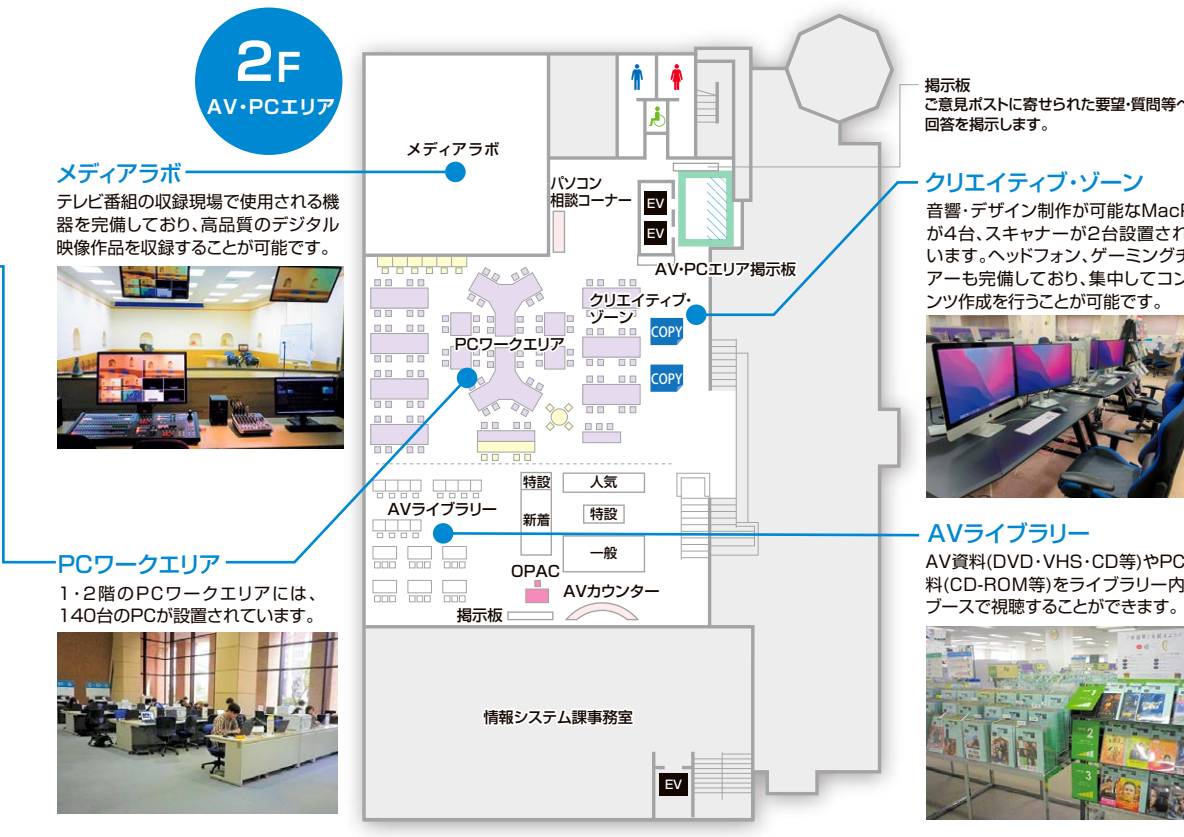 2F
AV・PCエリア
メディアラボ
テレビ番組の収録現場で使用される機
器を完備しており、高品質のデジタル
映像作品を収録することが可能です。
PCワークエリア
1・2階のPCワークエリアには、
140台のPCが設置されています。
メディアラボ
パソコン
相談コーナー
EV
EV
AV・PCエリア掲示板
クリエイティブ・
ゾーン
COPY
PCワークエリア
COPY
特設
人気
AVライブラリー
新着
特設
一般
OPAC
AVカウンター
掲示板
情報システム課事務室
EV
掲示板
ご意見ポストに寄せられた要望・質問等へ
回答を掲示します。
クリエイティブ・ゾーン
音響・デザイン制作が可能なMacP
が4台、スキャナーが2台設置され
います。ヘッドフォン、ゲーミングチ
アーも完備しており、集中してコン
ンツ作成を行うことが可能です。
AVライブラリー
AV資料(DVD・VHS・CD等)やPC
料(CD-ROM等)をライブラリー内
ブースで視聴することができます。
1
2
3